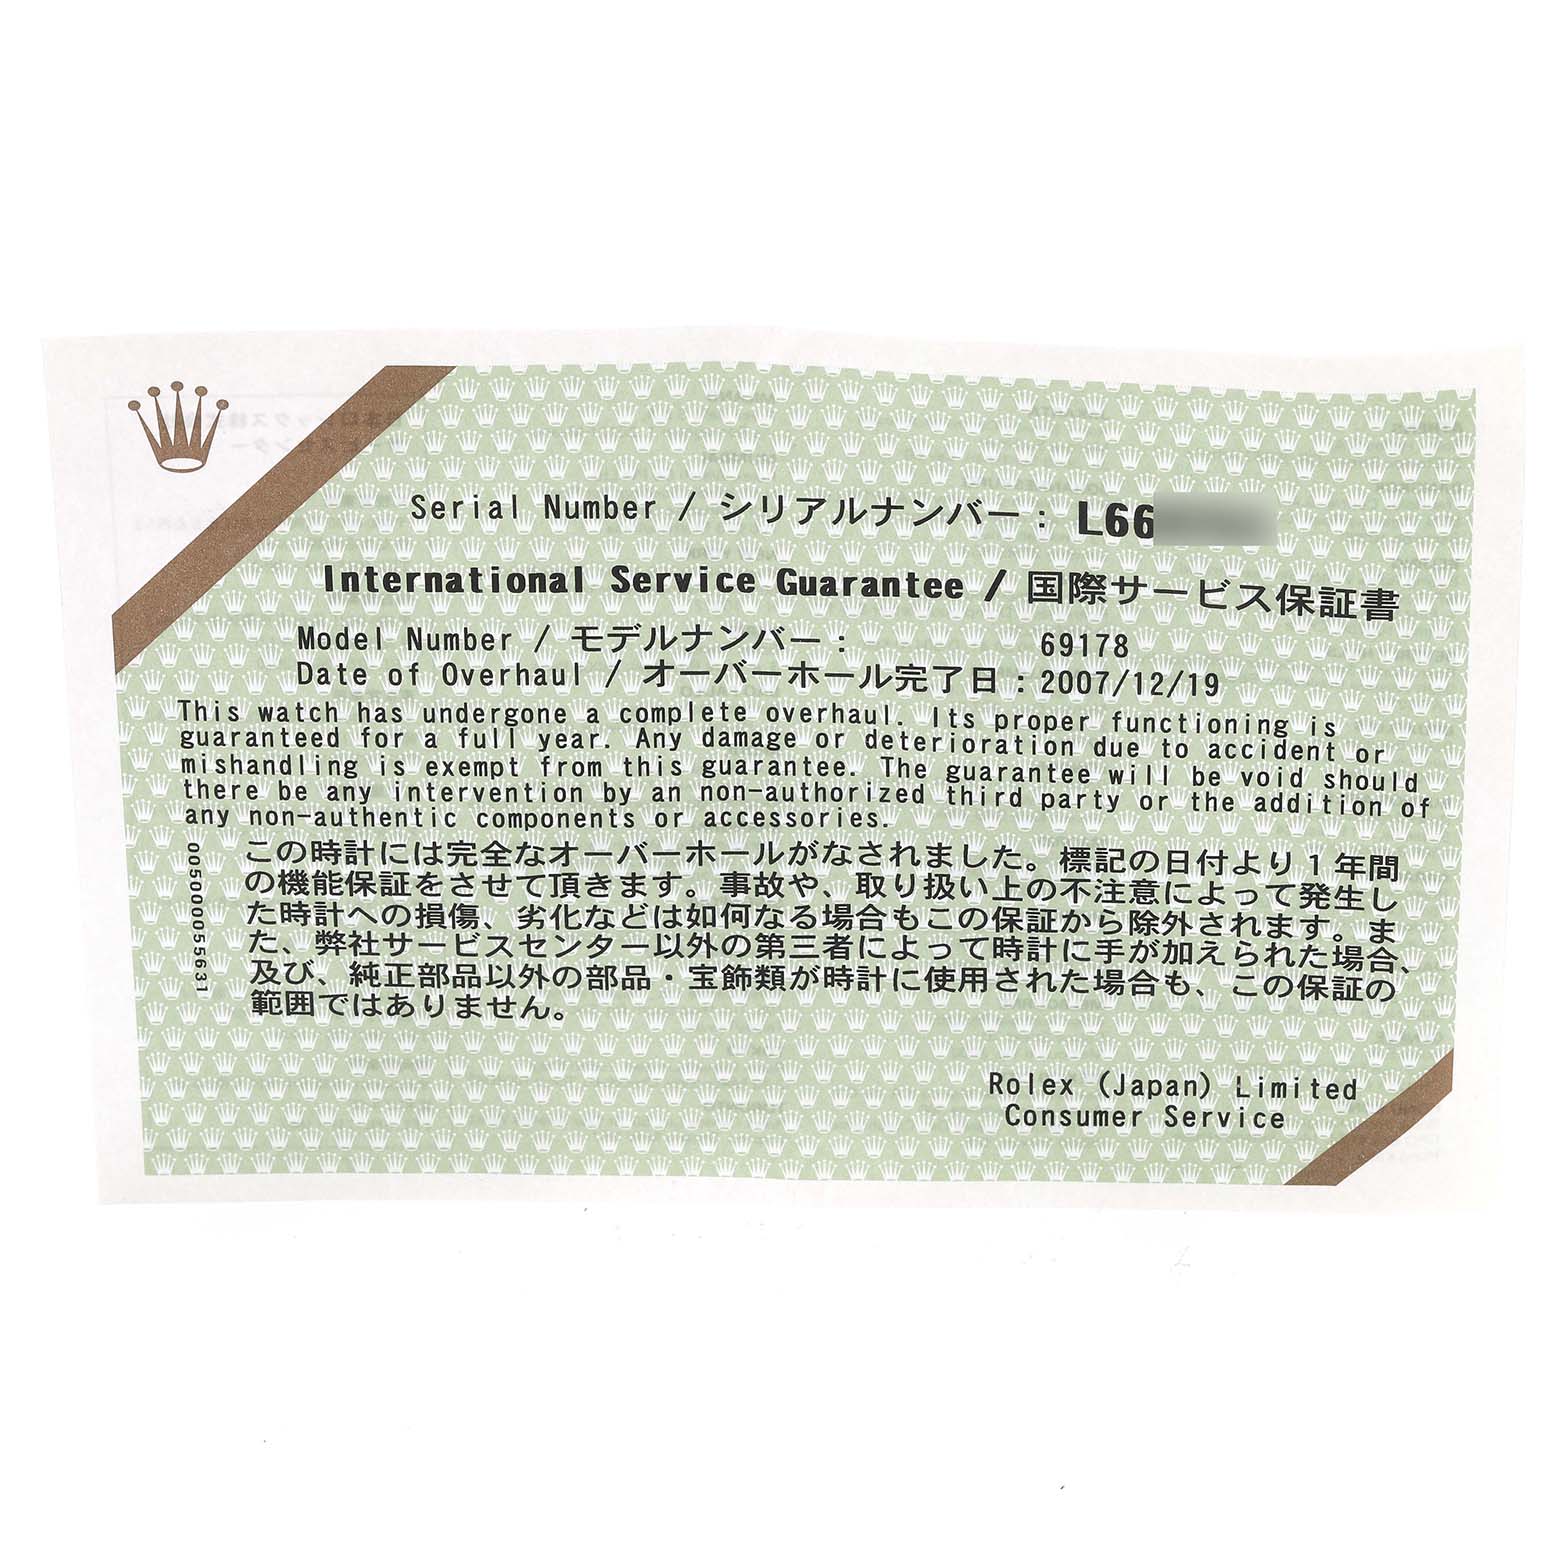 Serial Number / シリアルナンバー : L66
International Service Guarantee / 国際サービス保証書
Model Number / モデルナンバー : 69178
Date of Overhaul / オーバーホール完了日 : 2007/12/19
This watch has undergone a complete overhaul. Its proper functioning is
guaranteed for a full year. Any damage or deterioration due to accident or
mishandling is exempt from this guarantee. The guarantee will be void should
there be any intervention by an non-authorized third party or the addition of
any non-authentic components or accessories.
この時計には完全なオーバーホールがなされました。標記の日付より1年間
の機能保証をさせて頂きます。事故や、取り扱い上の不注意によって発生し
た時計への損傷、劣化などは如何なる場合もこの保証から除外されます。ま
た、弊社サービスセンター以外の第三者によって時計に手が加えられた場合、
及び、純正部品以外の部品・宝飾類が時計に使用された場合も、この保証の
範囲ではありません。
005000055631
Rolex (Japan) Limited
Consumer Service